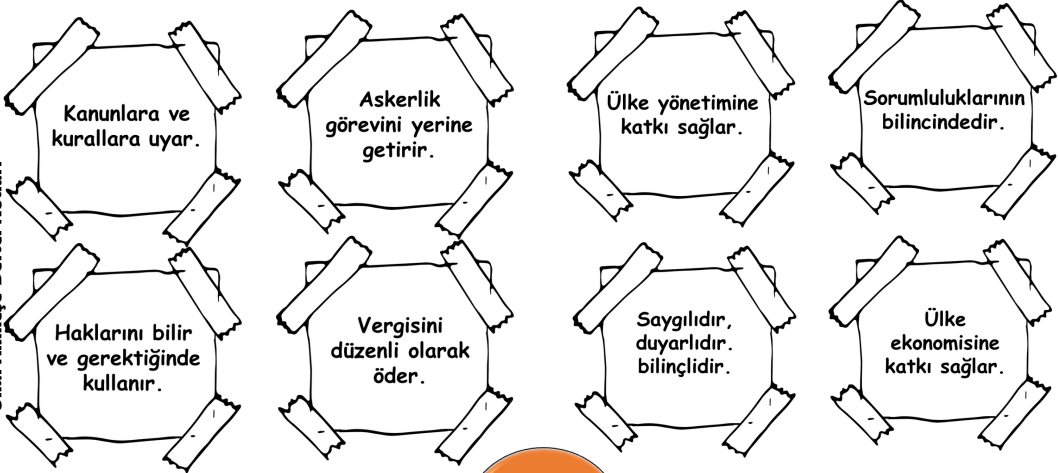 Kanunlara ve
kurallara uyar.
Askerlik
görevini yerine
getirir.
Ülke yönetimine
katkı sağlar.
Sorumluluklarının
bilincindedir.
Haklarını bilir
ve gerektiğinde
kullanır.
Vergisini
düzenli olarak
öder.
Saygılıdır,
duyarlıdır.
bilinçlidir.
Ülke
ekonomisine
katkı sağlar.